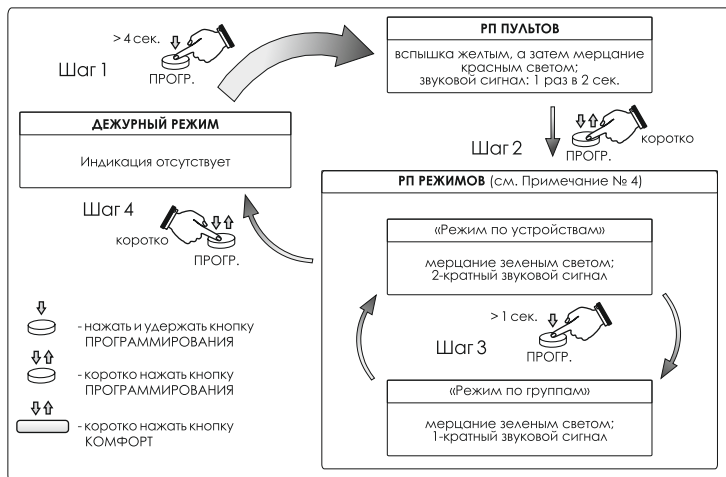 > 4 сек.
Шаг 1
ПРОГР.
РП ПУЛЬТОВ
вспышка желтым, а затем мерцание
красным светом;
звуковой сигнал: 1 раз в 2 сек.
ДЕЖУРНЫЙ РЕЖИМ
Индикация отсутствует
Шаг 2
коротко
ПРОГР.
РП РЕЖИМОВ (см. Примечание № 4)
Шаг 4
коротко
ПРОГР.
«Режим по устройствам»
мерцание зеленым светом;
2-кратный звуковой сигнал
> 1 сек.
Шаг 3
ПРОГР.
«Режим по группам»
мерцание зеленым светом;
1-кратный звуковой сигнал
- нажать и удержать кнопку
ПРОГРАММИРОВАНИЯ
- коротко нажать кнопку
ПРОГРАММИРОВАНИЯ
- коротко нажать кнопку
КОМФОРТ